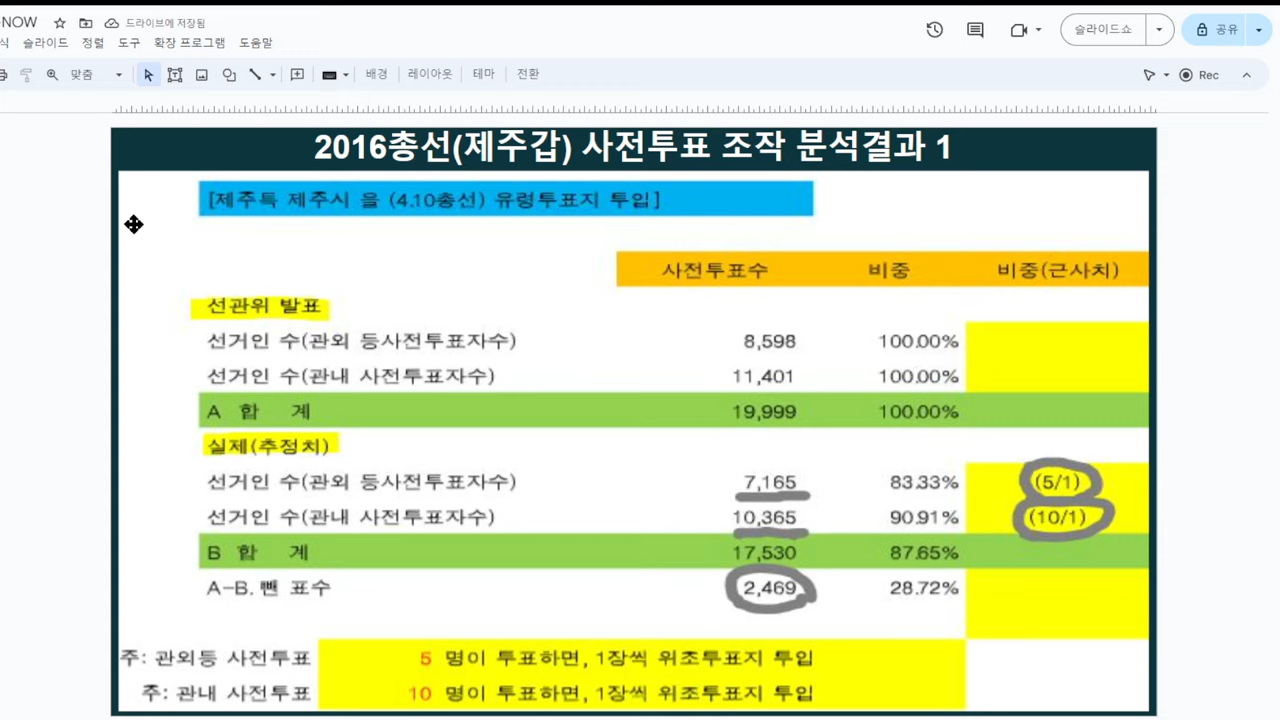 NOW 드라이브에 저장됨
식 슬라이드 정렬 도구 확장 프로그램 도움말
슬라이드쇼 공유
맞춤 배경 레이아웃 테마 전환 Rec
2016총선(제주갑) 사전투표 조작 분석결과 1
[제주특 제주시 을 (4.10총선) 유령투표지 투입]
사전투표수 비중 비중(근사치)
선관위 발표
선거인 수(관외 등사전투표자수) 8,598 100.00%
선거인 수(관내 사전투표자수) 11,401 100.00%
A 합 계 19,999 100.00%
실제(추정치)
선거인 수(관외 등사전투표자수) 7,165 83.33% (5/1)
선거인 수(관내 사전투표자수) 10,365 90.91% (10/1)
B 합 계 17,530 87.65%
A-B. 뺀 표수 2,469 28.72%
주: 관외등 사전투표 5 명이 투표하면, 1장씩 위조투표지 투입
주: 관내 사전투표 10 명이 투표하면, 1장씩 위조투표지 투입